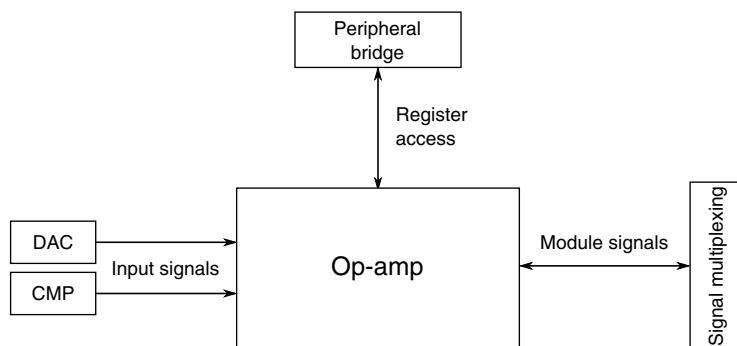 Peripheral
bridge
Register
access
DAC
Input signals
CMP
Op-amp
Module signals
Signal multiplexing